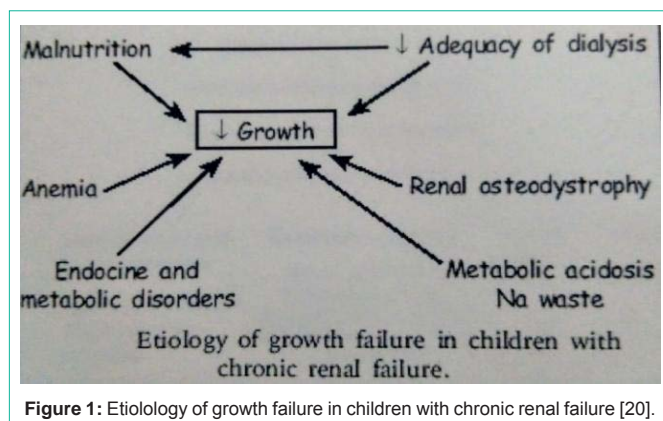 Malnutrition ↓ Adequacy of dialysis
↓ Growth
Anemia Renal osteodystrophy
Endocine and Metabolic acidosis
metabolic disorders Na waste
Etiology of growth failure in children with
chronic renal failure.
Figure 1: Etiolology of growth failure in children with chronic renal failure [20].